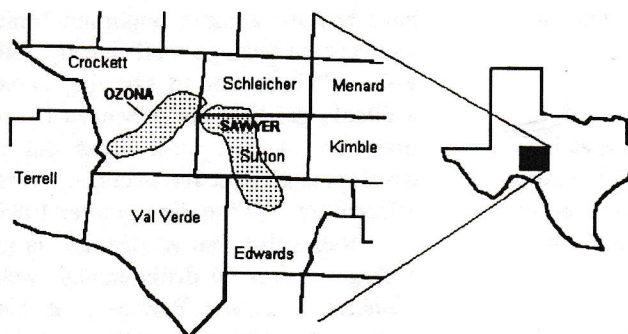 Crockett
Schleicher
Menard
OZONA
SAWYER
Sutton
Kimble
Terrell
Val Verde
Edwards